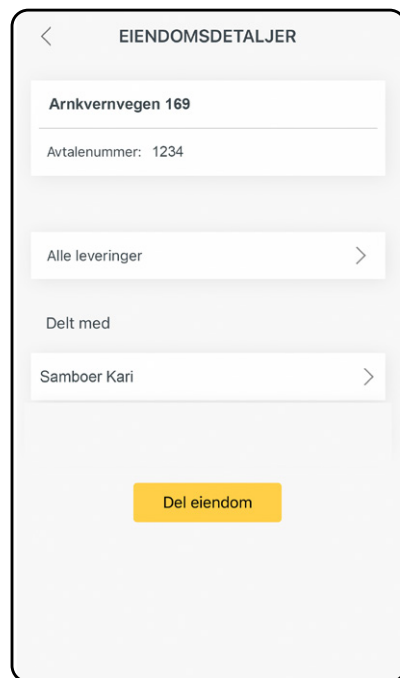 EIENDOMSDETALJER
Arnkvernvegen 169
Avtalenummer: 1234
Alle leveringer
Delt med
Samboer Kari
Del eiendom